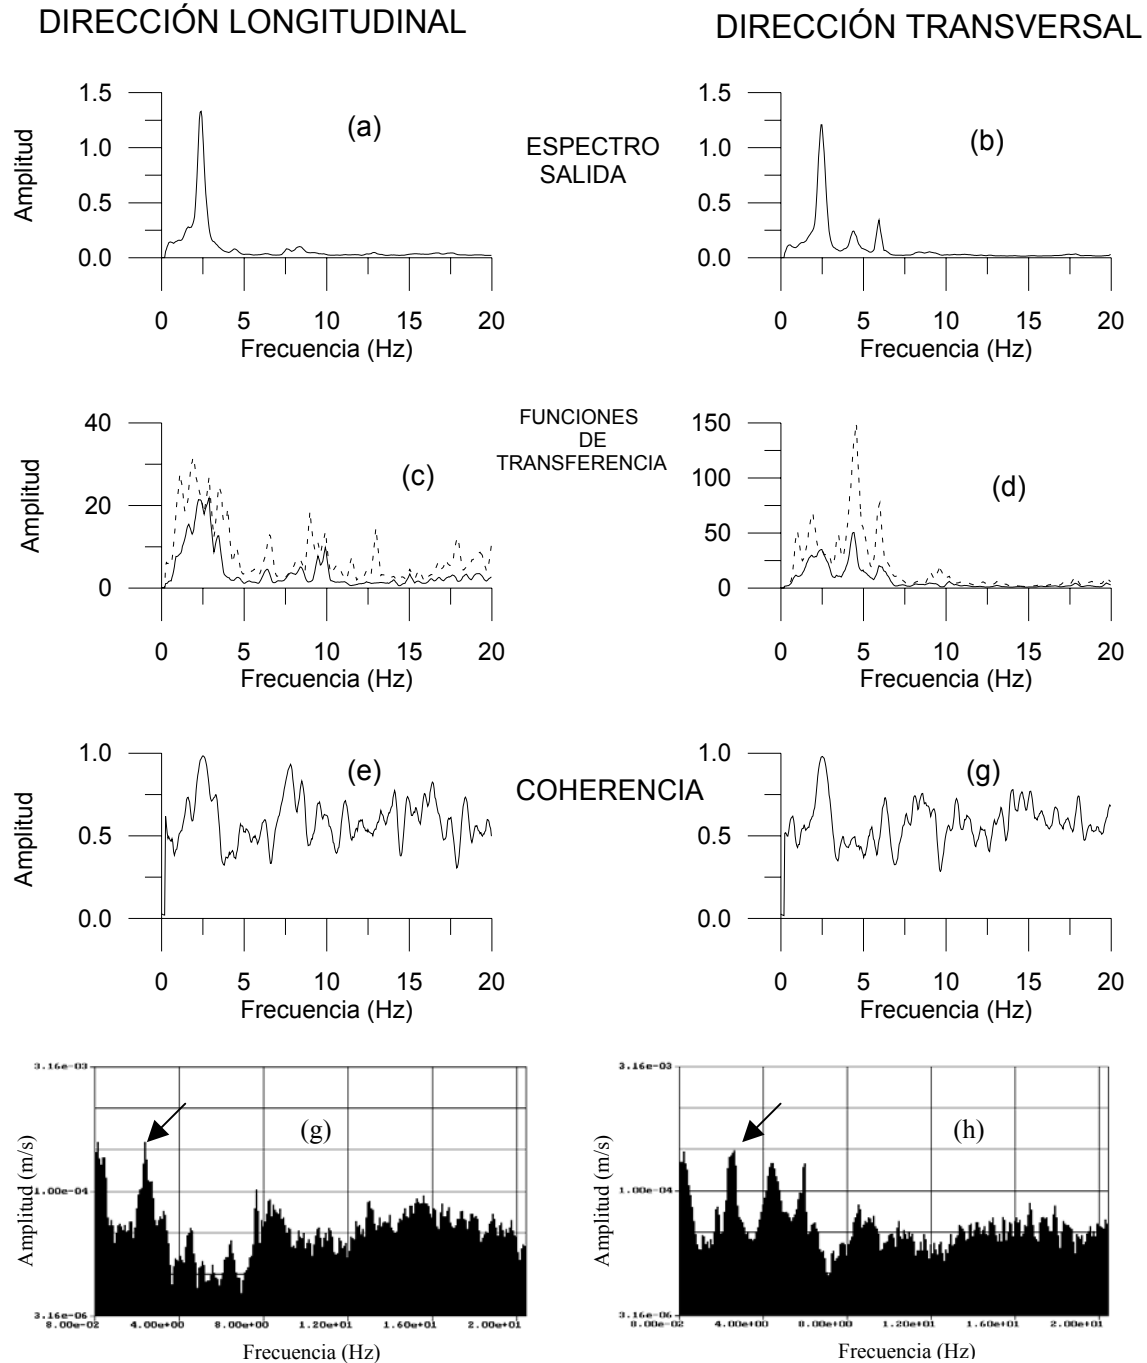 DIRECCIÓN LONGITUDINAL
DIRECCIÓN TRANSVERSAL
1.5
1.0
0.5
0.0
Amplitud
(a)
0 5 10 15 20
Frecuencia (Hz)
ESPECTRO
SALIDA
1.5
1.0
0.5
0.0
(b)
0 5 10 15 20
Frecuencia (Hz)
40
20
0
Amplitud
(c)
0 5 10 15 20
Frecuencia (Hz)
FUNCIONES
DE
TRANSFERENCIA
150
100
50
0
(d)
0 5 10 15 20
Frecuencia (Hz)
1.0
0.5
0.0
Amplitud
(e)
0 5 10 15 20
Frecuencia (Hz)
COHERENCIA
1.0
0.5
0.0
(g)
0 5 10 15 20
Frecuencia (Hz)
3.16e-03
1.00e-04
3.16e-06
Amplitud (m/s)
(g)
8.00e-02 4.00e+00 8.00e+00 1.20e+01 1.60e+01 2.00e+01
Frecuencia (Hz)
3.16e-03
1.00e-04
3.16e-06
Amplitud (m/s)
(h)
8.00e-02 4.00e+00 8.00e+00 1.20e+01 1.60e+01 2.00e+01
Frecuencia (Hz)